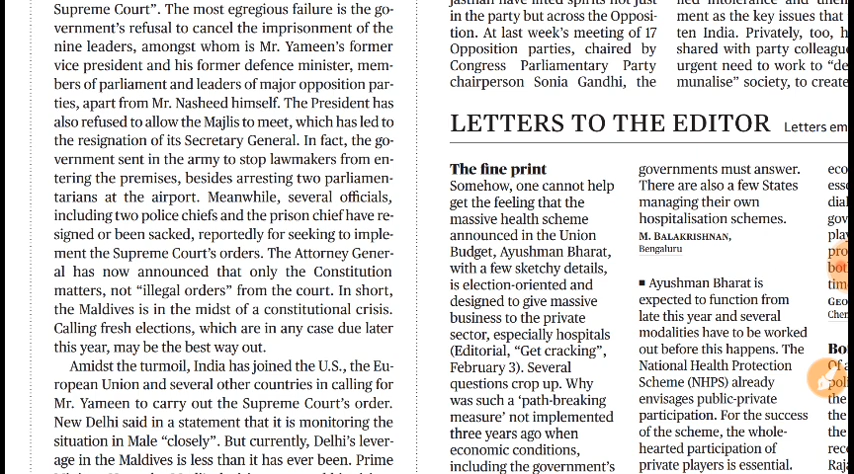 Supreme Court”. The most egregious failure is the go-
vernment’s refusal to cancel the imprisonment of the
nine leaders, amongst whom is Mr. Yameen’s former
vice president and his former defence minister, mem-
bers of parliament and leaders of major opposition par-
ties, apart from Mr. Nasheed himself. The President has
also refused to allow the Majlis to meet, which has led to
the resignation of its Secretary General. In fact, the go-
vernment sent in the army to stop lawmakers from en-
tering the premises, besides arresting two parliamen-
tarians at the airport. Meanwhile, several officials,
including two police chiefs and the prison chief have re-
signed or been sacked, reportedly for seeking to imple-
ment the Supreme Court’s orders. The Attorney Gener-
al has now announced that only the Constitution
matters, not “illegal orders” from the court. In short,
the Maldives is in the midst of a constitutional crisis.
Calling fresh elections, which are in any case due later
this year, may be the best way out.
Amidst the turmoil, India has joined the U.S., the Eu-
ropean Union and several other countries in calling for
Mr. Yameen to carry out the Supreme Court’s order.
New Delhi said in a statement that it is monitoring the
situation in Male “closely”. But currently, Delhi’s lever-
age in the Maldives is less than it has ever been. Prime
in the party but across the Opposi-
tion. At last week’s meeting of 17
Opposition parties, chaired by
Congress Parliamentary Party
chairperson Sonia Gandhi, the
ment as the key issues that
ten India. Privately, too, h
shared with party colleagu
urgent need to work to “de
munalise” society, to create
LETTERS TO THE EDITOR Letters em
The fine print
Somehow, one cannot help
get the feeling that the
massive health scheme
announced in the Union
Budget, Ayushman Bharat,
with a few sketchy details,
is election-oriented and
designed to give massive
business to the private
sector, especially hospitals
(Editorial, “Get cracking”,
February 3). Several
questions crop up. Why
was such a ‘path-breaking
measure’ not implemented
three years ago when
economic conditions,
including the government’s
governments must answer.
There are also a few States
managing their own
hospitalisation schemes.
M. BALAKRISHNAN,
Bengaluru
■ Ayushman Bharat is
expected to function from
late this year and several
modalities have to be worked
out before this happens. The
National Health Protection
Scheme (NHPS) already
envisages public-private
participation. For the success
of the scheme, the whole-
hearted participation of
private players is essential.
eco
ess
dial
gov
pla
pro
bot
tim
GEO
Cher
Bo
Of a
poli
the
the
the
rec
Raj